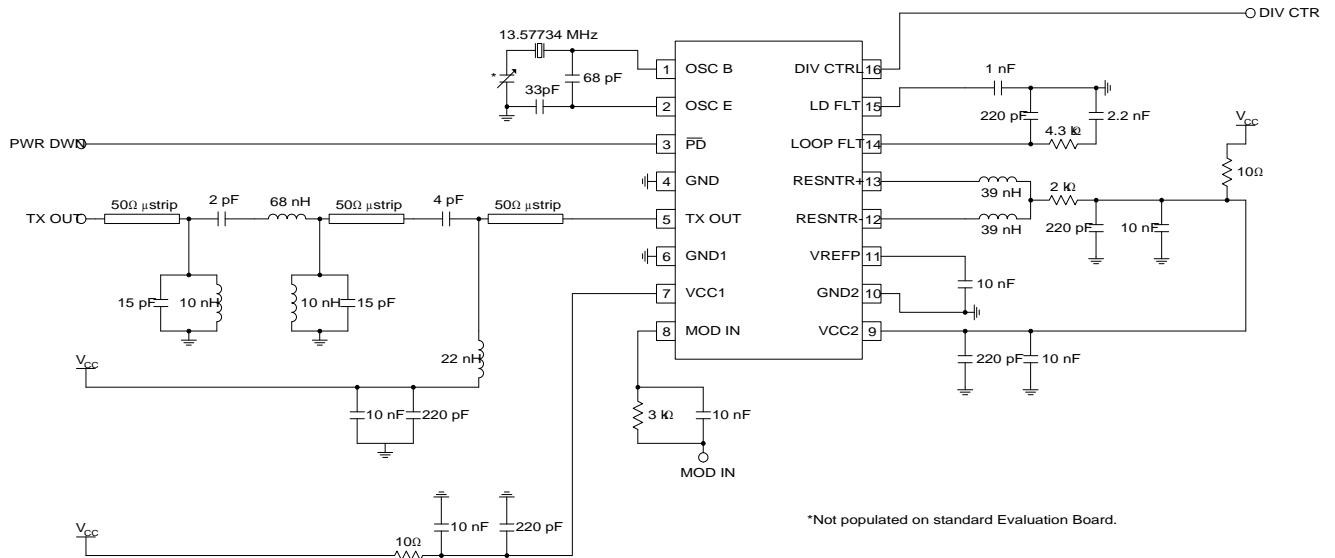 DIV CTR
13.57734 MHz
*
68 pF
33pF
1 OSC B
2 OSC E
3 PD
4 GND
5 TX OUT
6 GND1
7 VCC1
8 MOD IN
DIV CTRL 16
LD FLT 15
LOOP FLT 14
RESNTR+ 13
RESNTR- 12
VREFP 11
GND2 10
VCC2 9
1 nF
220 pF
2.2 nF
4.3 kΩ
VCC
10Ω
39 nH
2 kΩ
39 nH
220 pF
10 nF
10 nF
220 pF
10 nF
PWR DWN
TX OUT
50Ω µstrip
2 pF
68 nH
50Ω µstrip
4 pF
50Ω µstrip
15 pF
10 nH
10 nH
15 pF
22 nH
VCC
10 nF
220 pF
3 kΩ
10 nF
MOD IN
VCC
10Ω
10 nF
220 pF
*Not populated on standard Evaluation Board.